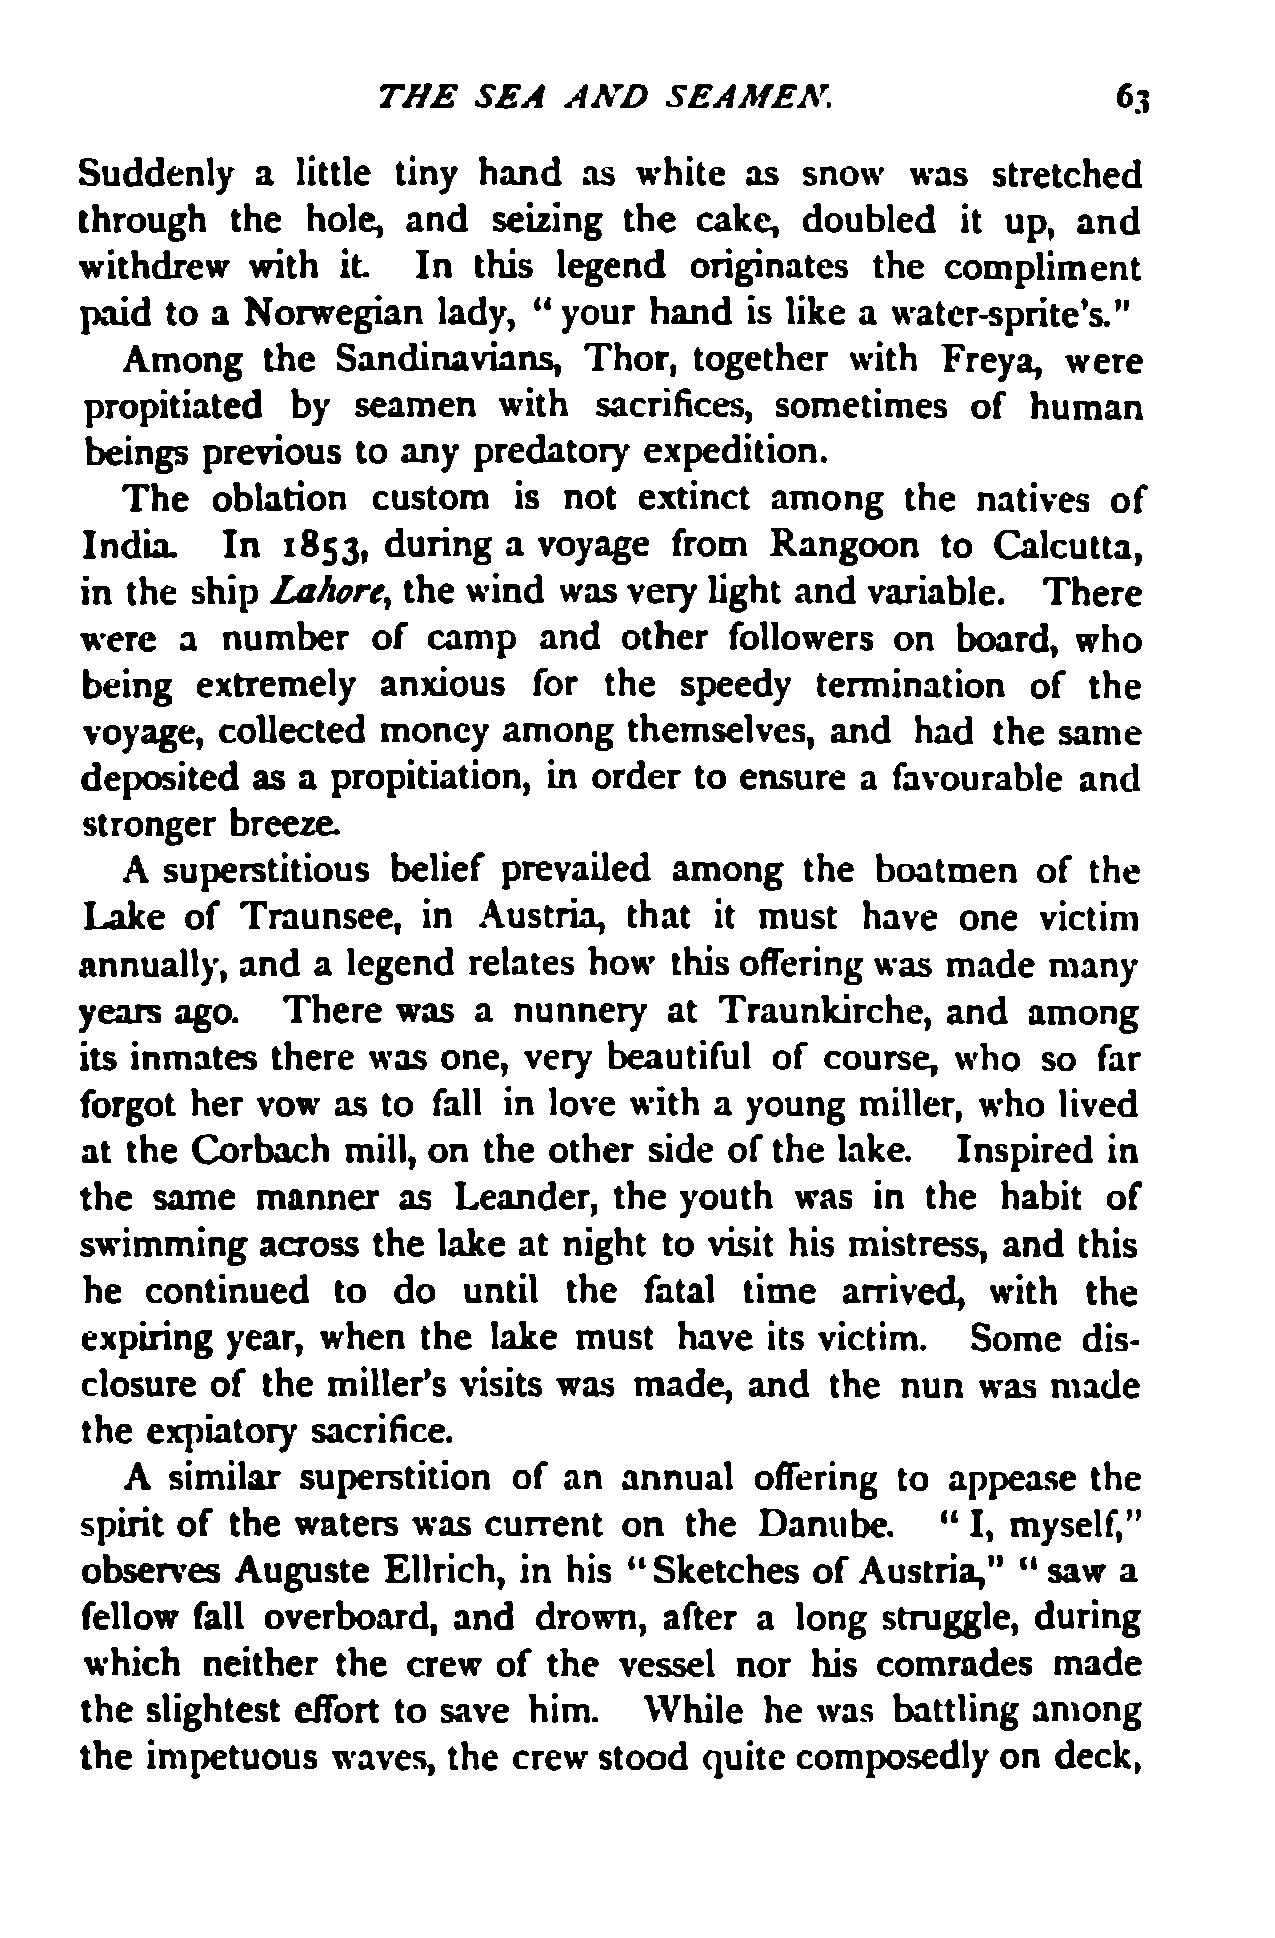 THE SEA AND SEAMEN. 63
Suddenly a little tiny hand as white as snow was stretched
through the hole, and seizing the cake, doubled it up, and
withdrew with it. In this legend originates the compliment
paid to a Norwegian lady, “your hand is like a water-sprite’s.”
Among the Sandinavians, Thor, together with Freya, were
propitiated by seamen with sacrifices, sometimes of human
beings previous to any predatory expedition.
The oblation custom is not extinct among the natives of
India. In 1853, during a voyage from Rangoon to Calcutta,
in the ship Lahore, the wind was very light and variable. There
were a number of camp and other followers on board, who
being extremely anxious for the speedy termination of the
voyage, collected money among themselves, and had the same
deposited as a propitiation, in order to ensure a favourable and
stronger breeze.
A superstitious belief prevailed among the boatmen of the
Lake of Traunsee, in Austria, that it must have one victim
annually, and a legend relates how this offering was made many
years ago. There was a nunnery at Traunkirche, and among
its inmates there was one, very beautiful of course, who so far
forgot her vow as to fall in love with a young miller, who lived
at the Corbach mill, on the other side of the lake. Inspired in
the same manner as Leander, the youth was in the habit of
swimming across the lake at night to visit his mistress, and this
he continued to do until the fatal time arrived, with the
expiring year, when the lake must have its victim. Some dis-
closure of the miller’s visits was made, and the nun was made
the expiatory sacrifice.
A similar superstition of an annual offering to appease the
spirit of the waters was current on the Danube. “I, myself,”
observes Auguste Ellrich, in his “Sketches of Austria,” “saw a
fellow fall overboard, and drown, after a long struggle, during
which neither the crew of the vessel nor his comrades made
the slightest effort to save him. While he was battling among
the impetuous waves, the crew stood quite composedly on deck,